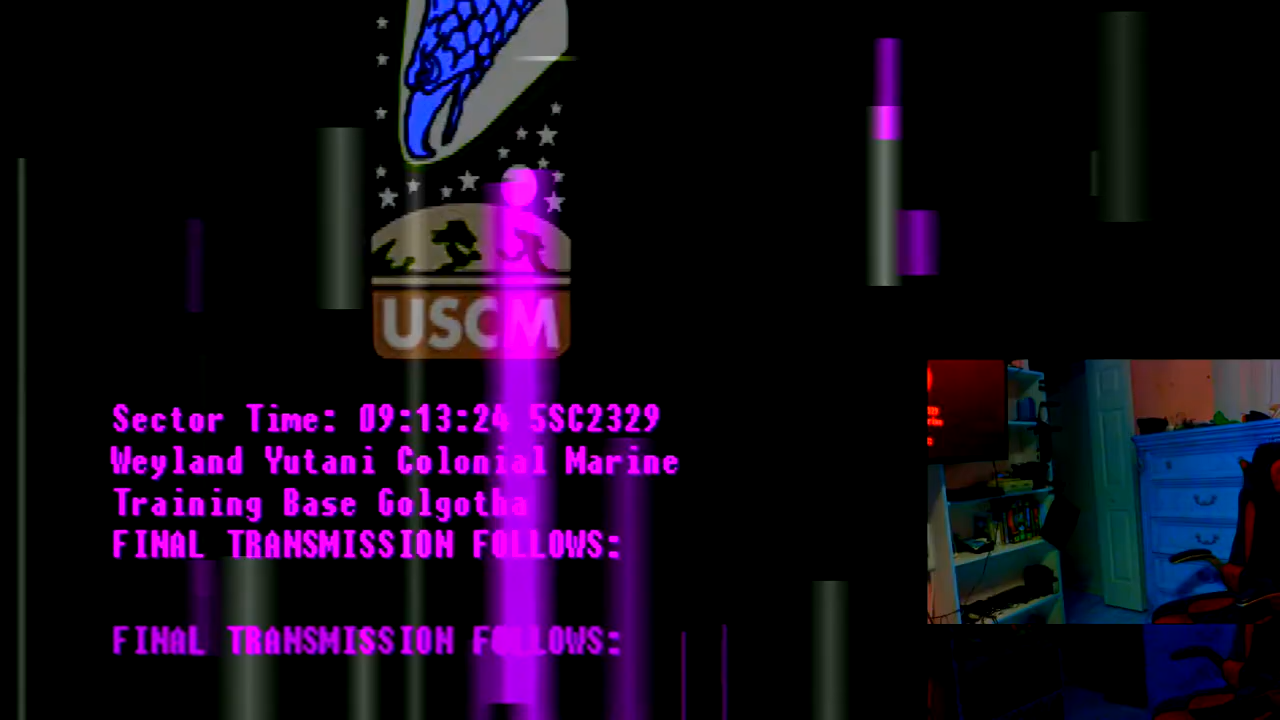 USCM
Sector Time: 09:13:24 5SC2329
Weyland Yutani Colonial Marine
Training Base Golgotha
FINAL TRANSMISSION FOLLOWS:
FINAL TRANSMISSION FOLLOWS: